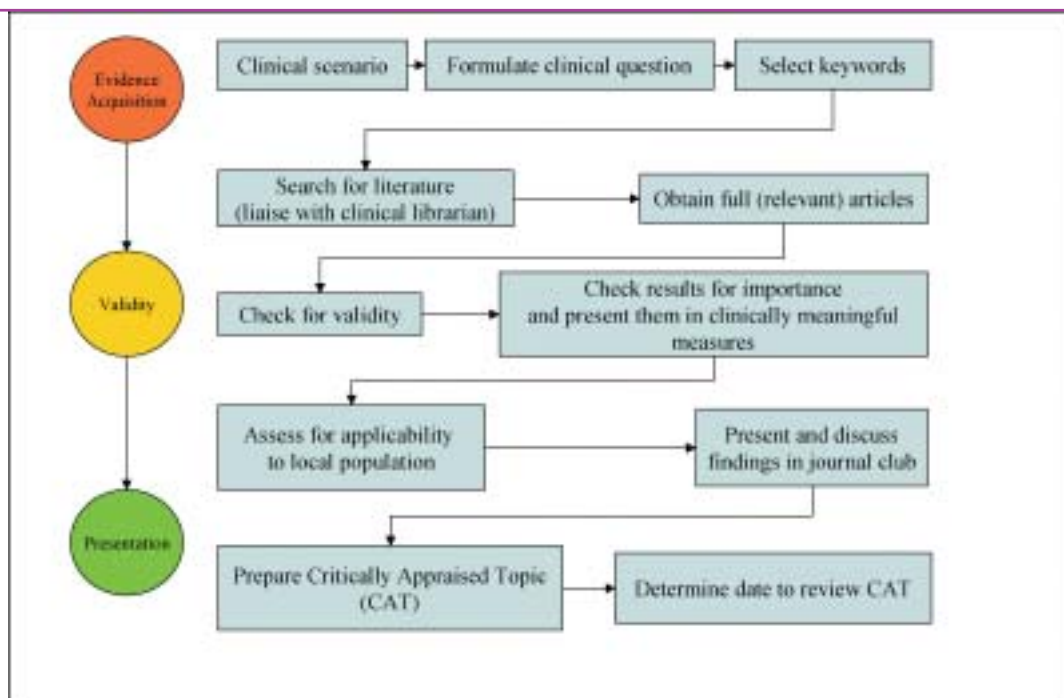 Evidence
Acquisition
Clinical scenario
Formulate clinical question
Select keywords
Search for literature
(liaise with clinical librarian)
Obtain full (relevant) articles
Validity
Check for validity
Check results for importance
and present them in clinically meaningful
measures
Assess for applicability
to local population
Present and discuss
findings in journal club
Presentation
Prepare Critically Appraised Topic
(CAT)
Determine date to review CAT